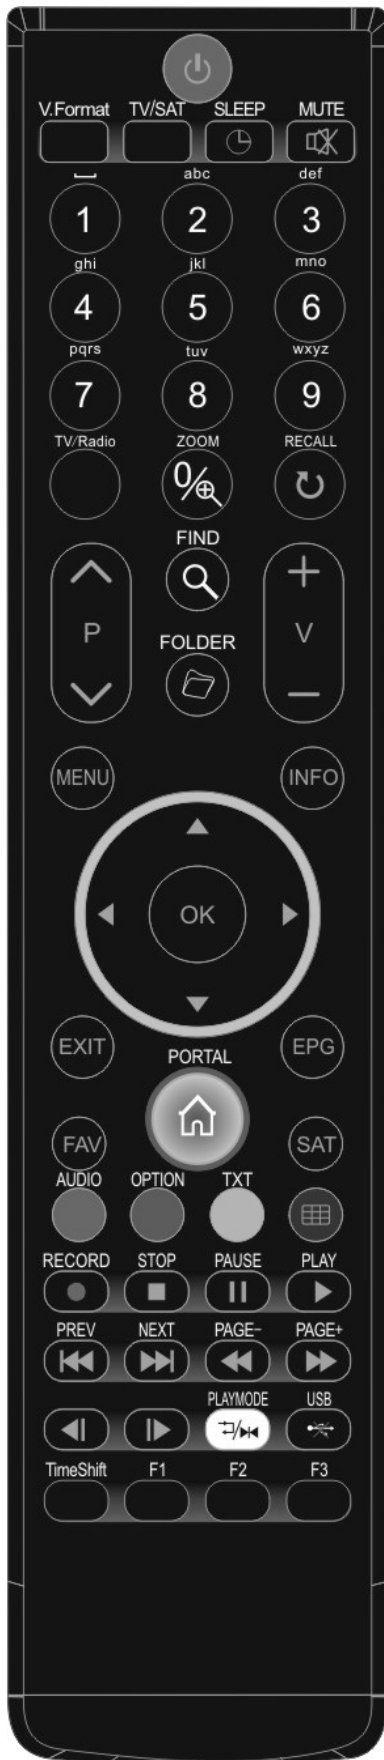 V.Format TV/SAT SLEEP MUTE
abc def
1 2 3
ghi jkl mno
4 5 6
pqrs tuv wxyz
7 8 9
TV/Radio ZOOM RECALL
0/
FIND
P V
FOLDER
MENU INFO
OK
EXIT EPG
PORTAL
FAV SAT
AUDIO OPTION TXT
RECORD STOP PAUSE PLAY
PREV NEXT PAGE− PAGE+
PLAYMODE USB
TimeShift F1 F2 F3